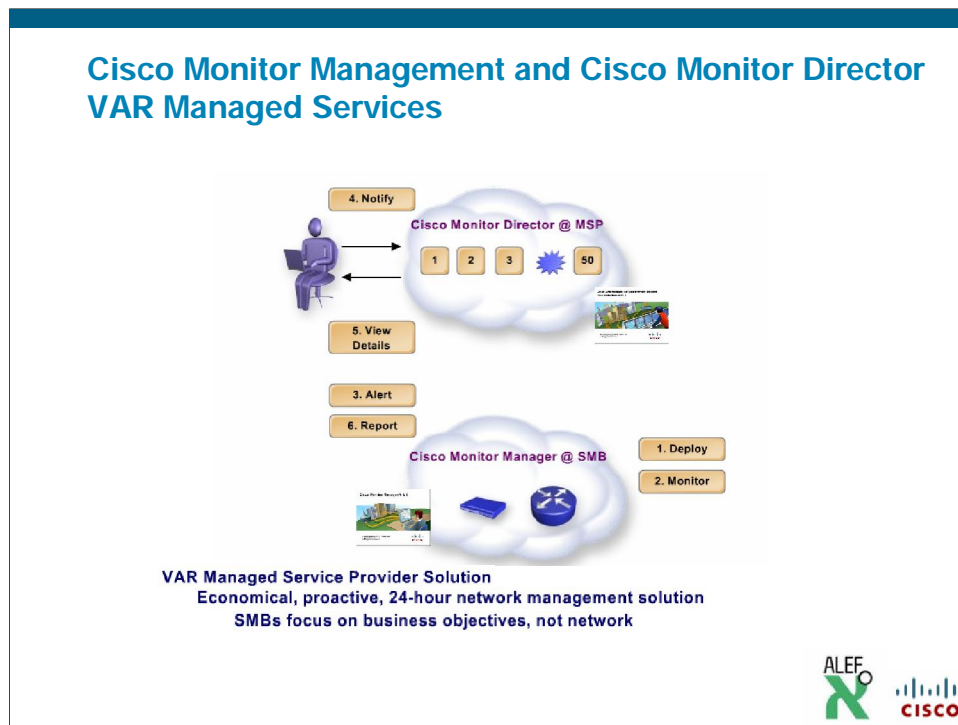 Cisco Monitor Management and Cisco Monitor Director
VAR Managed Services
4. Notify
Cisco Monitor Director @ MSP
1
2
3
50
5. View
Details
3. Alert
6. Report
Cisco Monitor Manager @ SMB
1. Deploy
2. Monitor
VAR Managed Service Provider Solution
Economical, proactive, 24-hour network management solution
SMBs focus on business objectives, not network
ALEF
CISCO